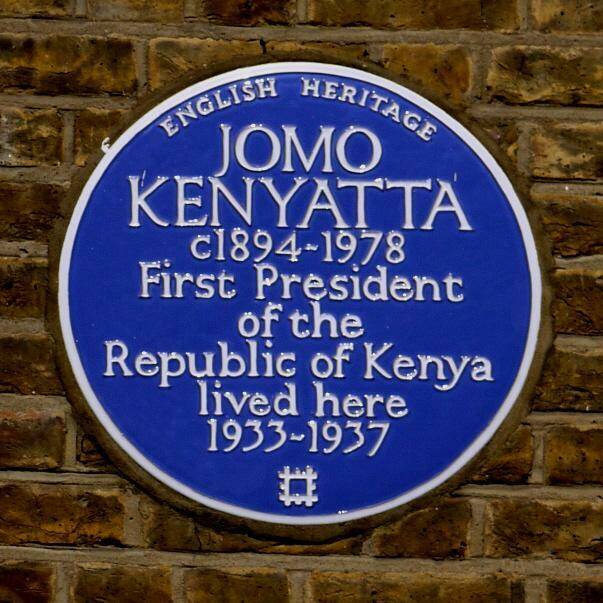 ENGLISH HERITAGE
JOMO
KENYATTA
c1894-1978
First President
of the
Republic of Kenya
lived here
1933-1937